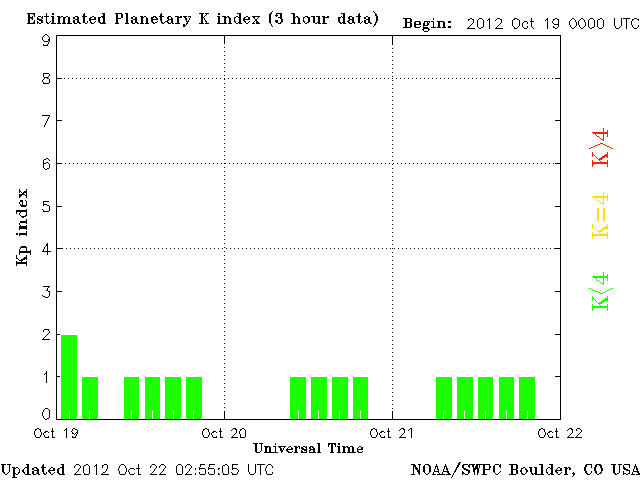 Estimated Planetary K index (3 hour data)
Begin: 2012 Oct 19 0000 UTC
9
8
7
6
5
4
3
2
1
0
Kp index
Oct 19
Oct 20
Oct 21
Oct 22
Universal Time
K>4
K=4
K<4
Updated 2012 Oct 22 02:55:05 UTC
NOAA/SWPC Boulder, CO USA